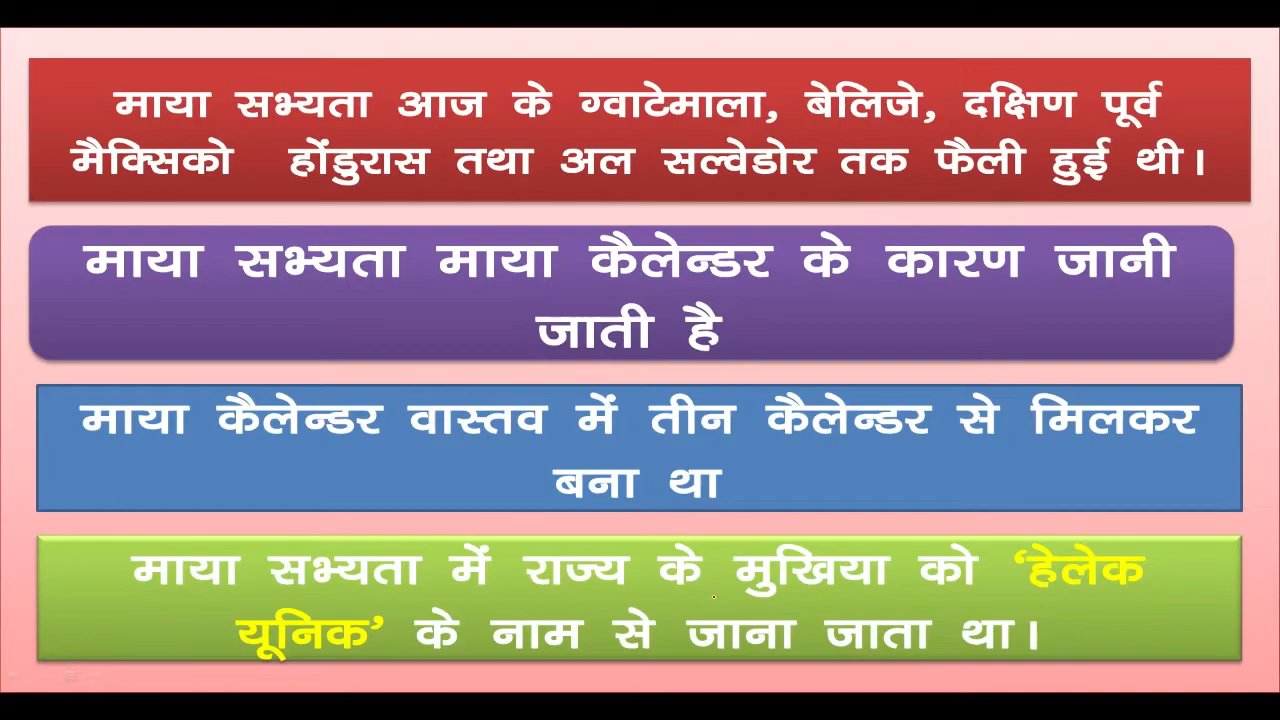 माया सभ्यता आज के ग्वाटेमाला, बेलिजे, दक्षिण पूर्व
मैक्सिको होंडुरास तथा अल सल्वेडोर तक फैली हुई थी।
माया सभ्यता माया कैलेन्डर के कारण जानी
जाती है
माया कैलेन्डर वास्तव में तीन कैलेन्डर से मिलकर
बना था
माया सभ्यता में राज्य के मुखिया को ‘हेलेक
यूनिक’ के नाम से जाना जाता था।